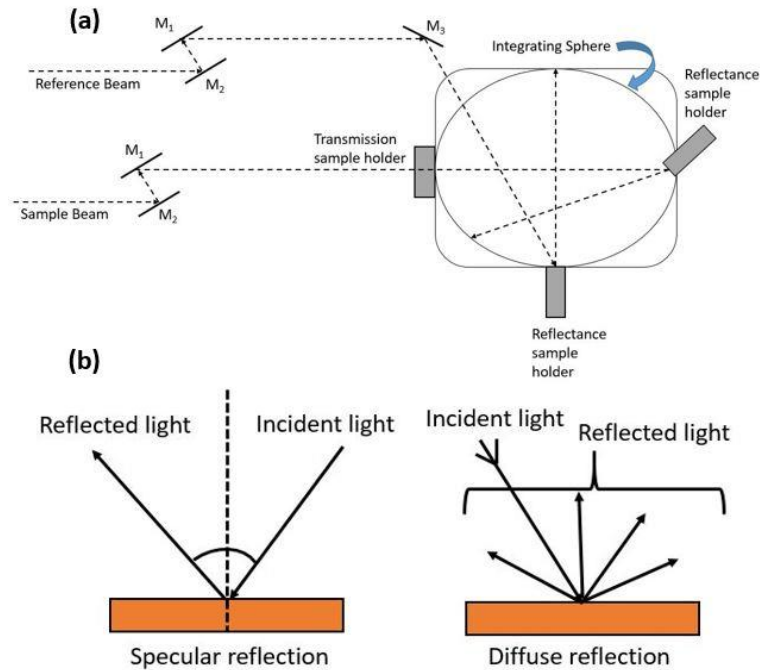 (a)
M1
M3
Integrating Sphere
Reflectance
sample
holder
Reference Beam
M2
Transmission
sample holder
M1
Sample Beam
M2
Reflectance
sample
holder
(b)
Reflected light
Incident light
Incident light
Reflected light
Specular reflection
Diffuse reflection